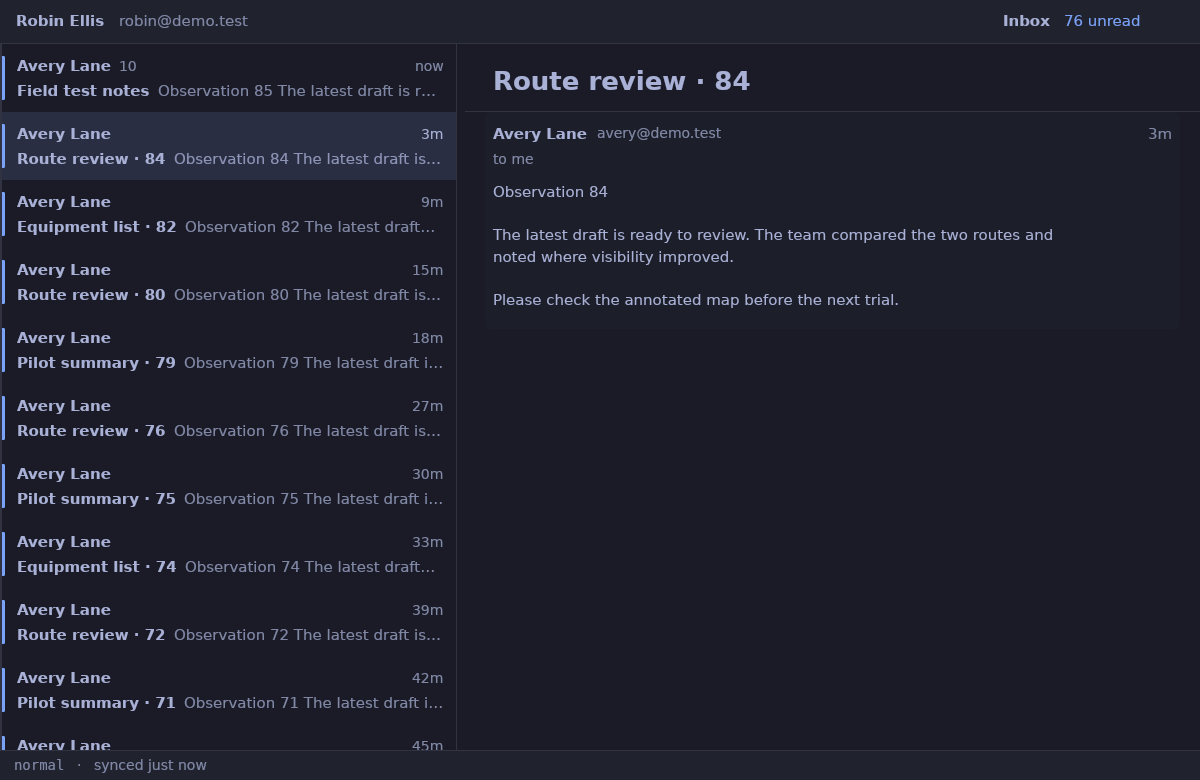 Robin Ellis robin@demo.test Inbox 76 unread
Avery Lane 10 now
Field test notes Observation 85 The latest draft is r…
Avery Lane 3m
Route review · 84 Observation 84 The latest draft is…
Avery Lane 9m
Equipment list · 82 Observation 82 The latest draft…
Avery Lane 15m
Route review · 80 Observation 80 The latest draft is…
Avery Lane 18m
Pilot summary · 79 Observation 79 The latest draft i…
Avery Lane 27m
Route review · 76 Observation 76 The latest draft is…
Avery Lane 30m
Pilot summary · 75 Observation 75 The latest draft i…
Avery Lane 33m
Equipment list · 74 Observation 74 The latest draft…
Avery Lane 39m
Route review · 72 Observation 72 The latest draft is…
Avery Lane 42m
Pilot summary · 71 Observation 71 The latest draft i…
Avery Lane 45m
Route review · 84
Avery Lane avery@demo.test 3m
to me
Observation 84
The latest draft is ready to review. The team compared the two routes and
noted where visibility improved.
Please check the annotated map before the next trial.
normal · synced just now